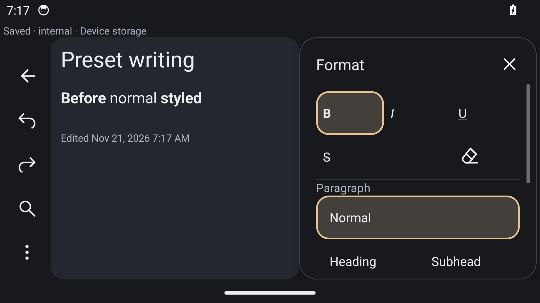 7:17
Saved · internal · Device storage
Preset writing
Before normal styled
Edited Nov 21, 2026 7:17 AM
Format
B I U
S
Paragraph
Normal
Heading Subhead